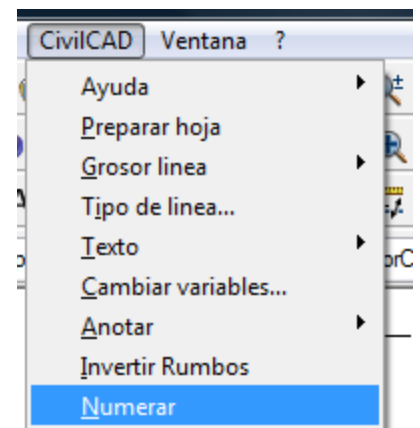 CivilCAD Ventana ?
Ayuda
Preparar hoja
Grosor linea
Tipo de linea...
Texto
Cambiar variables...
Anotar
Invertir Rumbos
Numerar